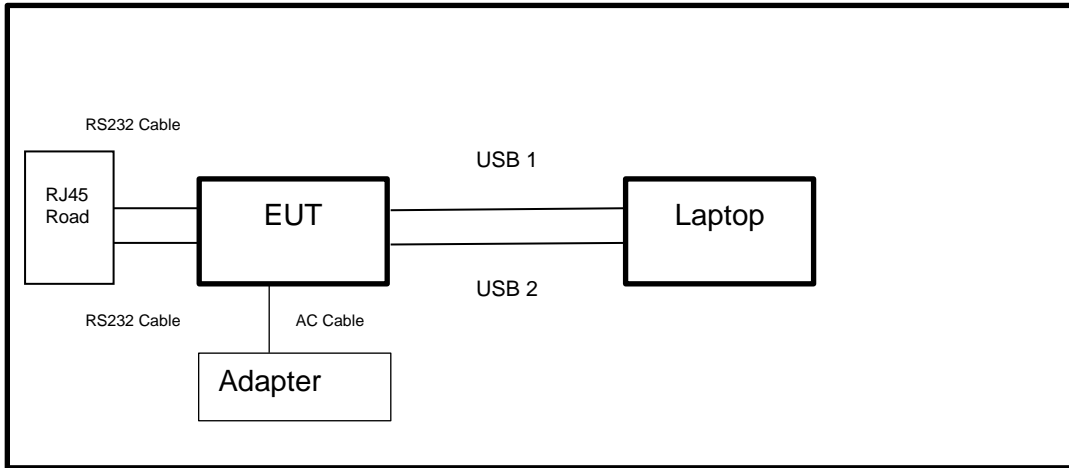 RS232 Cable
USB 1
RJ45
Road
EUT
Laptop
USB 2
RS232 Cable
AC Cable
Adapter